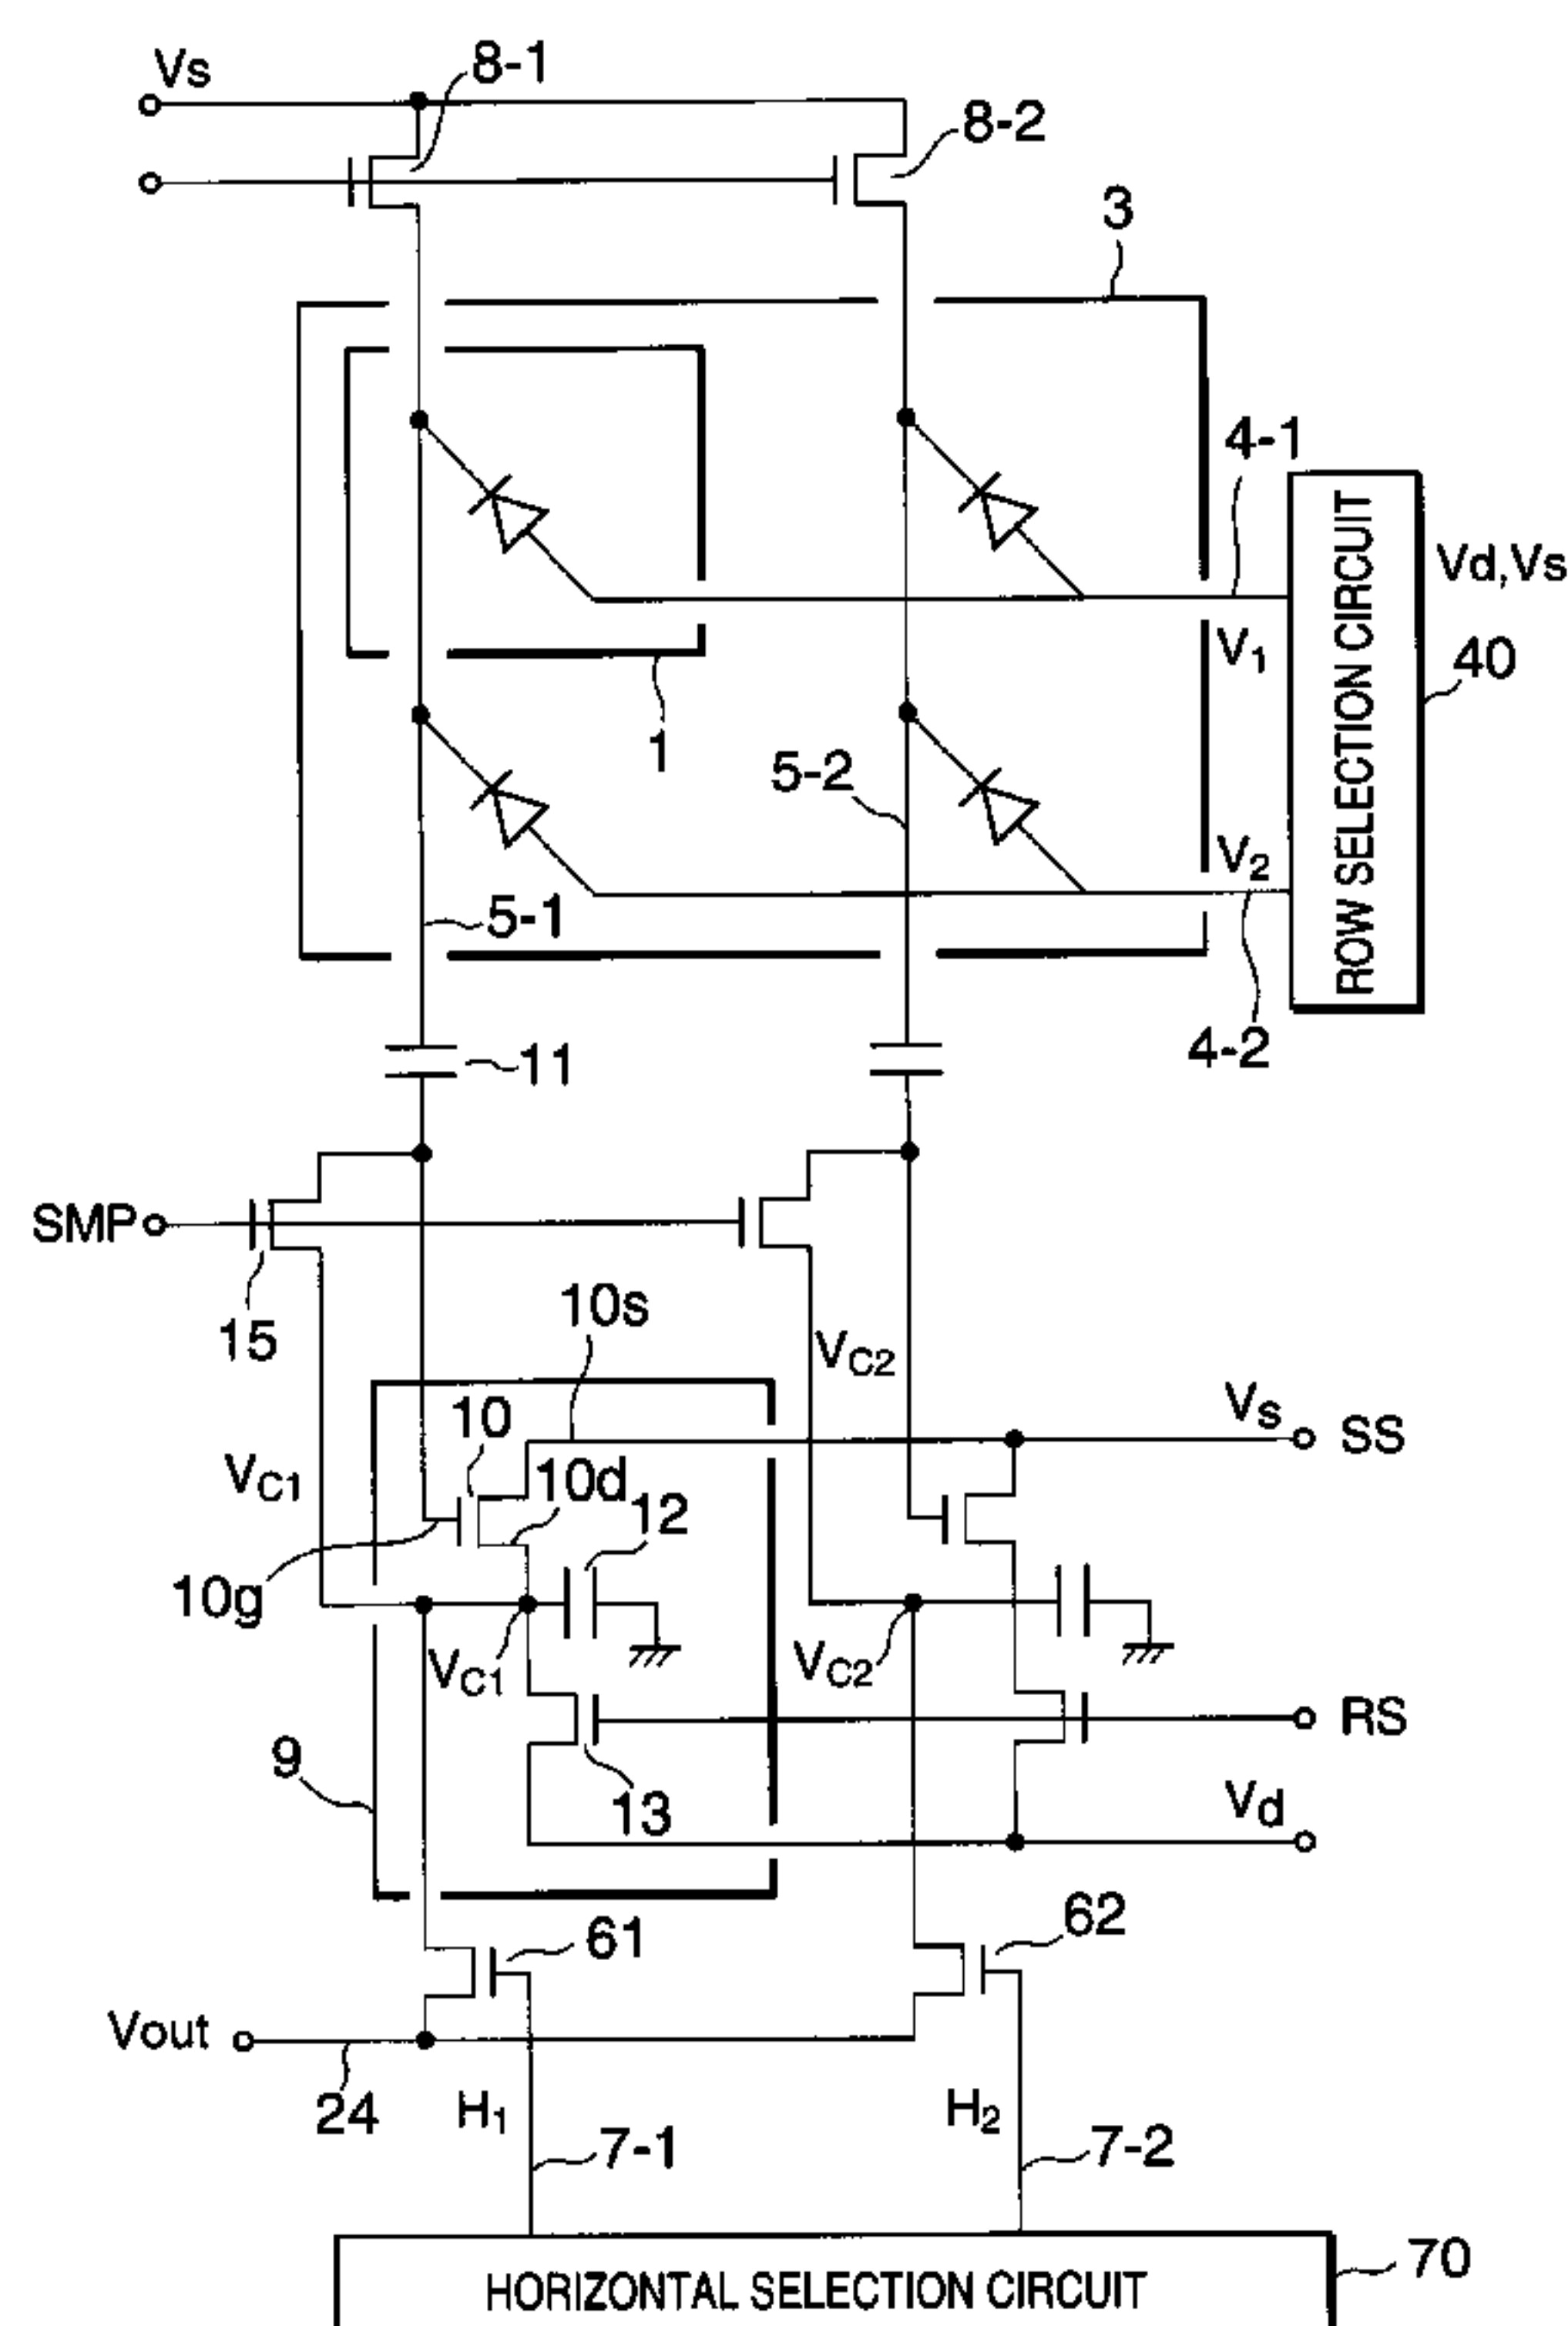 Vs
8-1
8-2
3
4-1
ROW SELECTION CIRCUIT
Vd,Vs
V1
40
1
5-2
V2
5-1
4-2
11
SMP
15
10s
VC2
10
Vs
SS
VC1
10d
12
10g
VC1
VC2
RS
9
13
Vd
61
62
Vout
24
H1
H2
7-1
7-2
70
HORIZONTAL SELECTION CIRCUIT